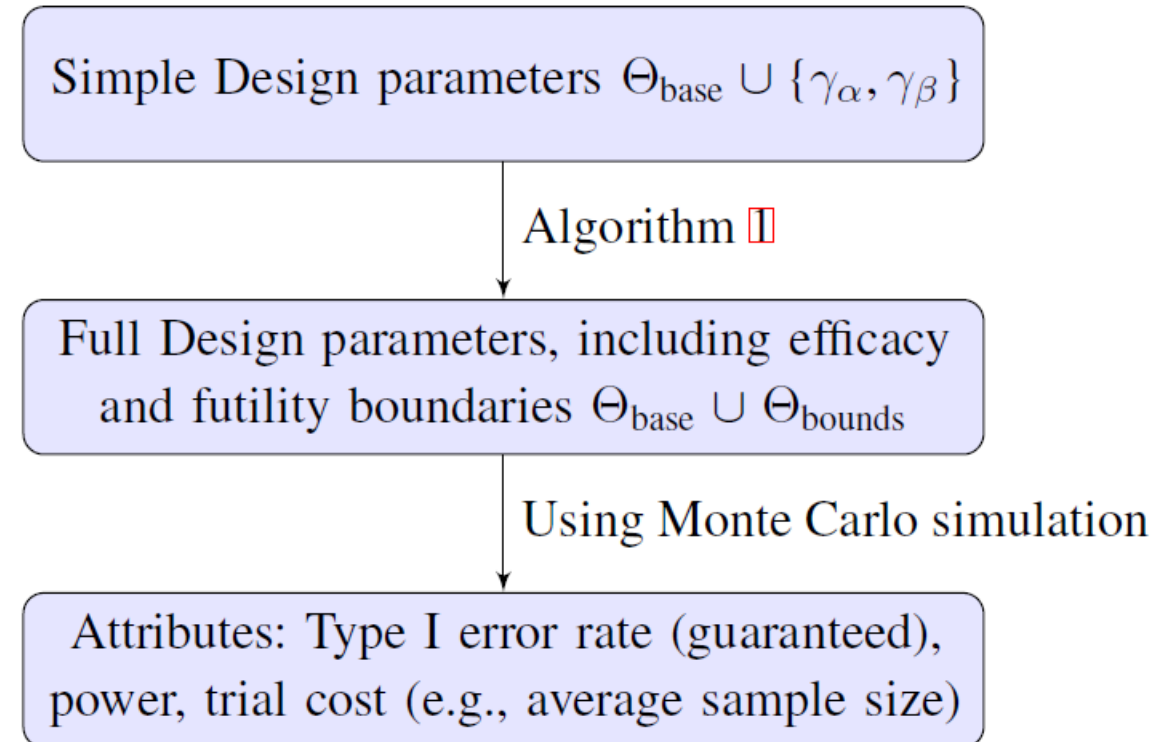 Simple Design parameters Θbase ∪ {γα, γβ}
Algorithm 1
Full Design parameters, including efficacy
and futility boundaries Θbase ∪ Θbounds
Using Monte Carlo simulation
Attributes: Type I error rate (guaranteed),
power, trial cost (e.g., average sample size)